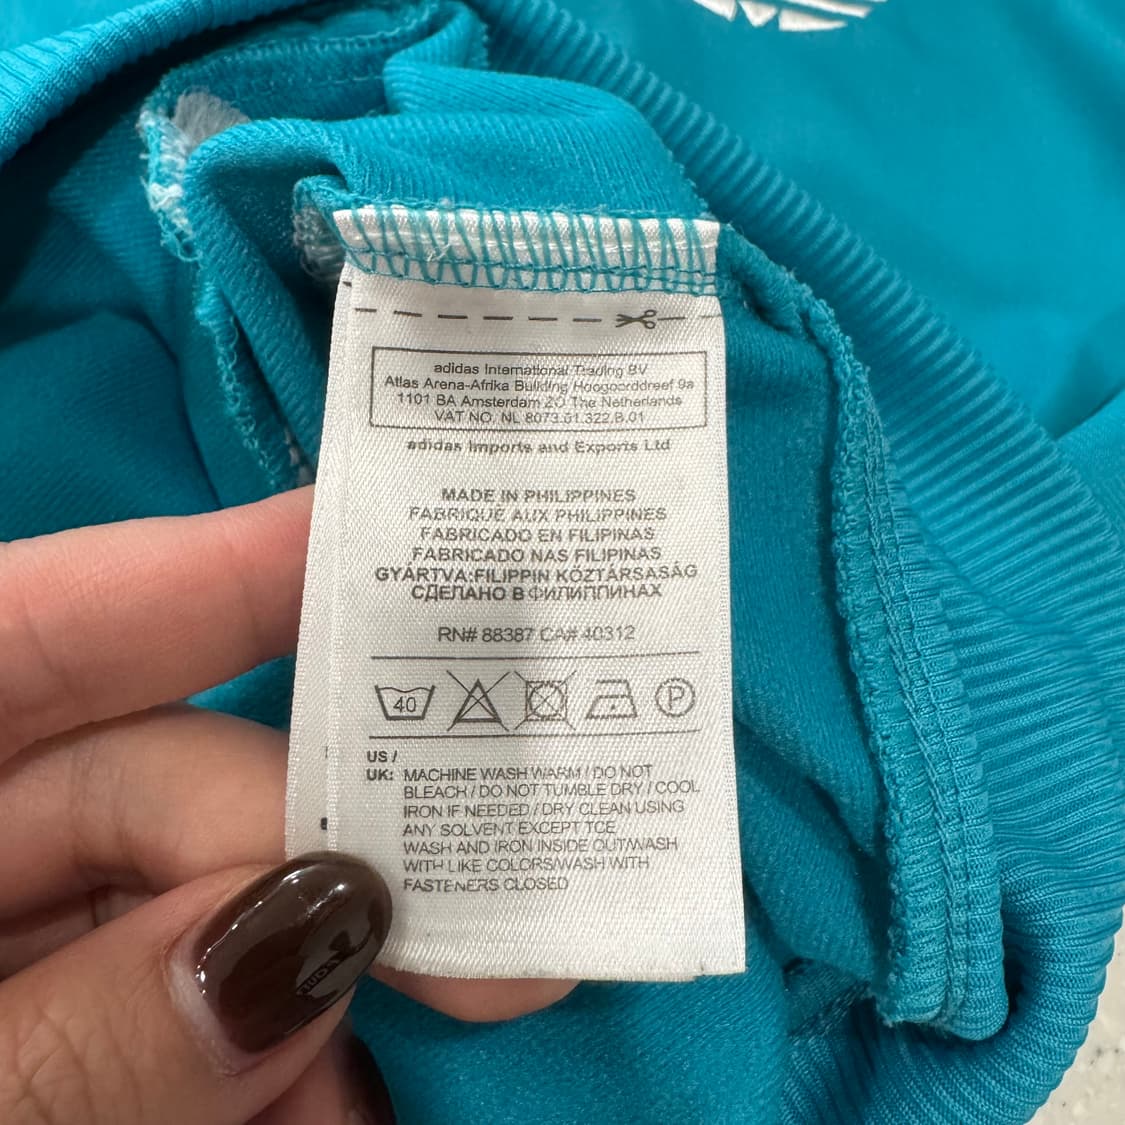 adidas International Trading BV
Atlas Arena-Afrika Building Hoogoorddreef 9a
1101 BA Amsterdam ZO The Netherlands
VAT NO. NL 8073.01.322.B.01
adidas Imports and Exports Ltd
MADE IN PHILIPPINES
FABRIQUÉ AUX PHILIPPINES
FABRICADO EN FILIPINAS
FABRICADO NAS FILIPINAS
GYÁRTVA:FILIPPIN KÖZTÁRSASÁG
СДЕЛАНО В ФИЛИППИНАХ
RN# 88387 CA# 40312
40 P
US /
UK: MACHINE WASH WARM / DO NOT
BLEACH / DO NOT TUMBLE DRY / COOL
IRON IF NEEDED / DRY CLEAN USING
ANY SOLVENT EXCEPT TCE
WASH AND IRON INSIDE OUT/WASH
WITH LIKE COLORS/WASH WITH
FASTENERS CLOSED